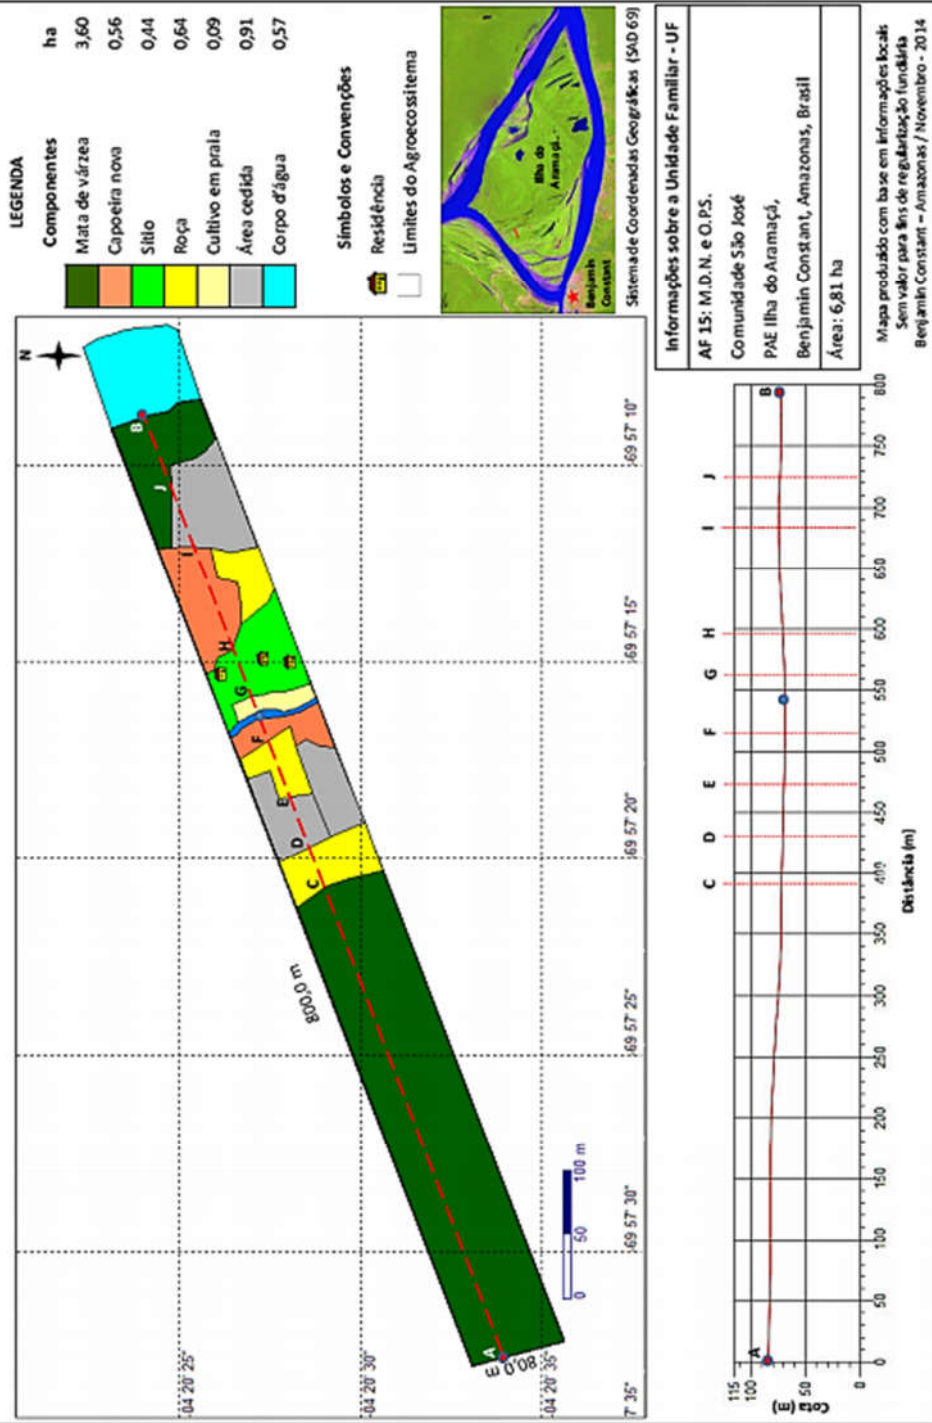 LEGENDA
Componentes ha
Mata de várzea 3,60
Capoeira nova 0,56
Sítio 0,44
Roça 0,64
Cultivo em praia 0,09
Área cedida 0,91
Corpo d'água 0,57
Símbolos e Convenções
Residência
Limites do Agroecossitema
Ilha do
Aramaçá
Benjamin
Constant
Sistema de Coordenadas Geográficas (SAD 69)
Informações sobre a Unidade Familiar - UF
AF 15: M.D.N. e O.P.S.
Comunidade São José
PAE Ilha do Aramaçá,
Benjamin Constant, Amazonas, Brasil
Área: 6,81 ha
Mapa produzido com base em informações locais
Sem valor para fins de regularização fundiária
Benjamin Constant – Amazonas / Novembro - 2014
N
-04 20' 25"
-04 20' 30"
-04 20' 35"
7' 35"
-69 57' 30"
-69 57' 25"
-69 57' 20"
-69 57' 15"
-69 57' 10"
800,0 m
80,0 m
A
C
D
E
F
G
H
I
J
B
0 50 100 m
C D E F G H I J
A B
115
100
50
0
Cota (m)
0 50 100 150 200 250 300 350 400 450 500 550 600 650 700 750 800
Distância (m)